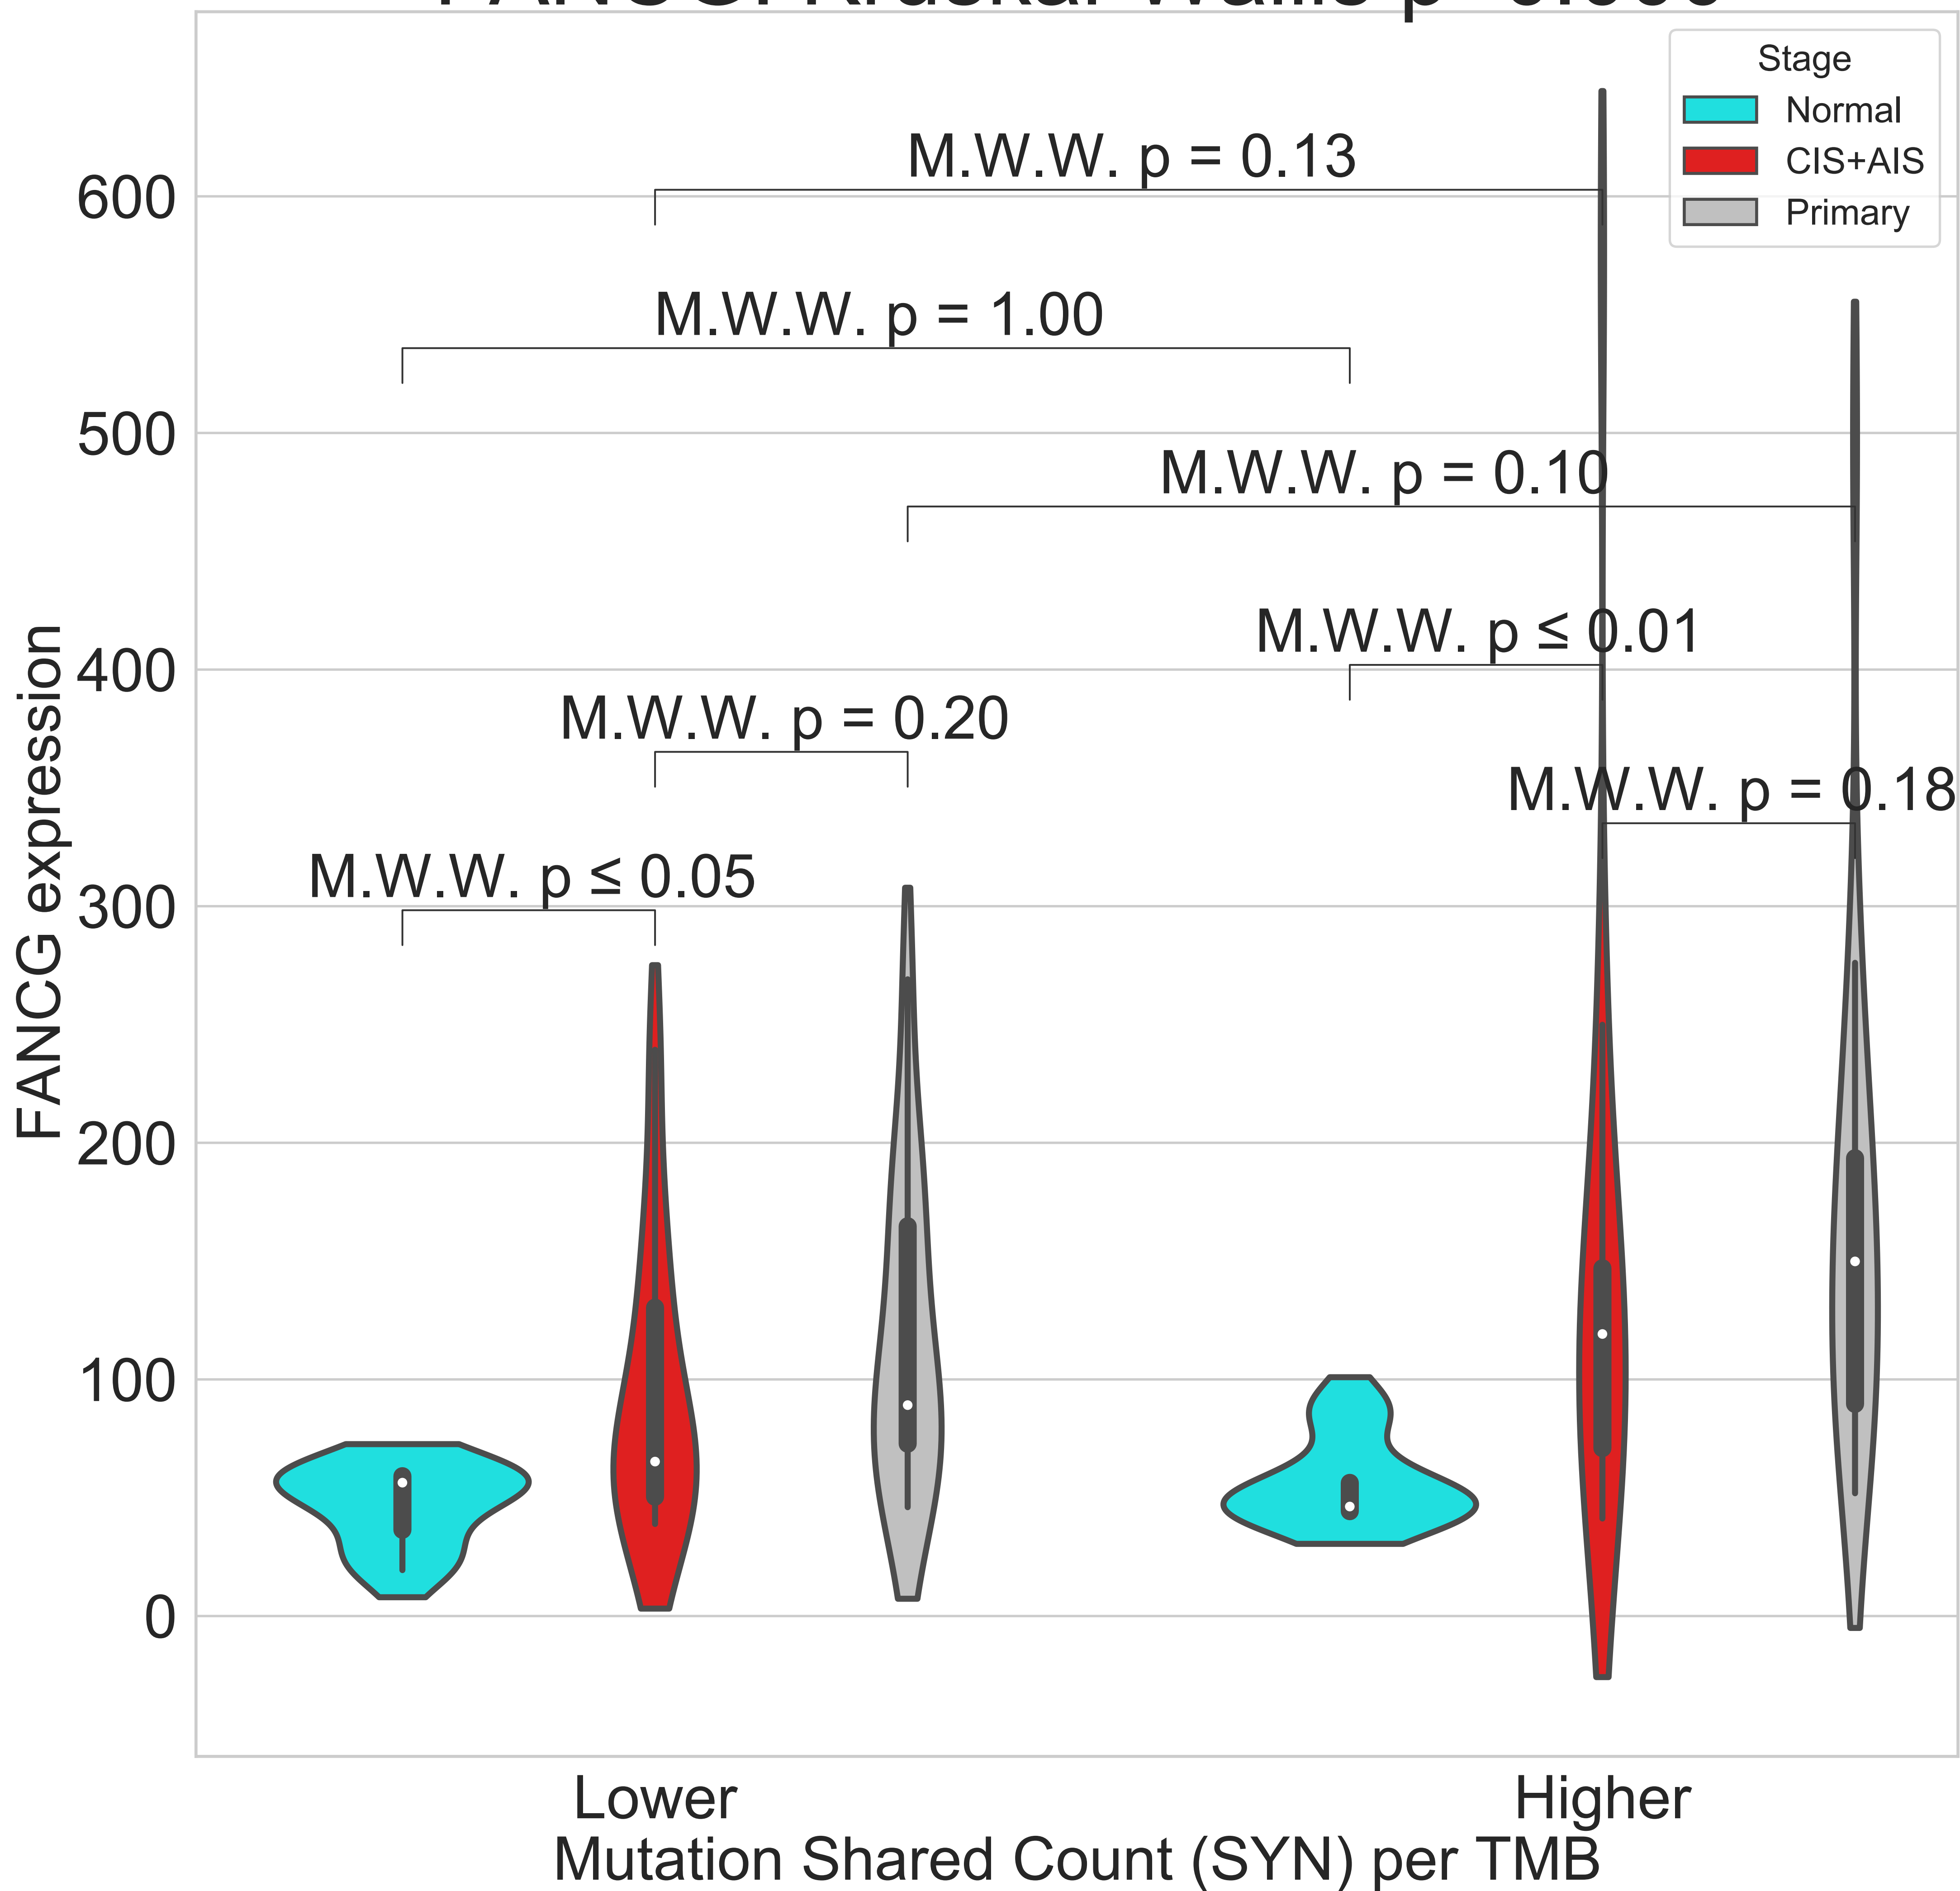 Stage
Normal
CIS+AIS
Primary
M.W.W. p = 0.13
600
M.W.W. p = 1.00
500
M.W.W. p = 0.10
M.W.W. p ≤ 0.01
400
M.W.W. p = 0.20
M.W.W. p = 0.18
M.W.W. p ≤ 0.05
300
FANCG expression
200
100
0
Lower
Higher
Mutation Shared Count (SYN) per TMB